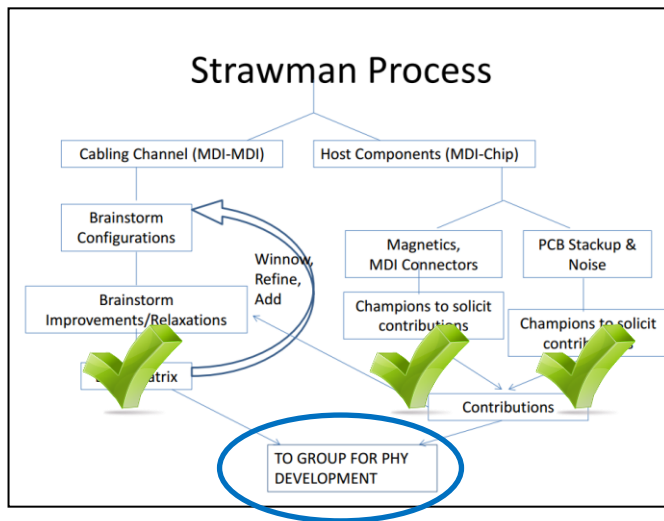 Strawman Process
Cabling Channel (MDI-MDI)
Host Components (MDI-Chip)
Brainstorm
Configurations
Winnow,
Refine,
Add
Magnetics,
MDI Connectors
PCB Stackup &
Noise
Brainstorm
Improvements/Relaxations
Champions to solicit
contributions
Champions to solicit
Contributions
TO GROUP FOR PHY
DEVELOPMENT